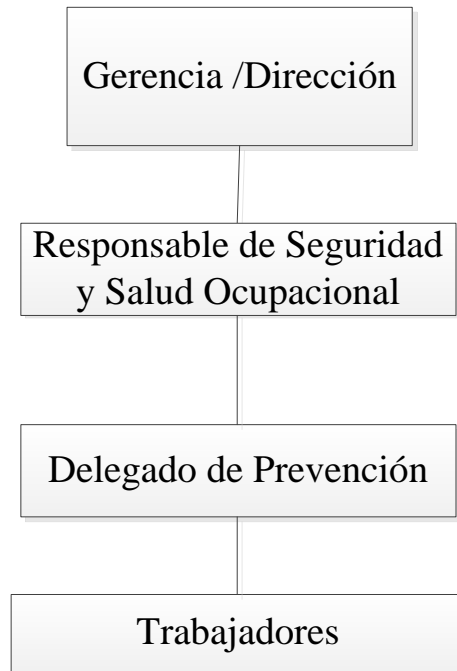 Gerencia /Dirección
Responsable de Seguridad
y Salud Ocupacional
Delegado de Prevención
Trabajadores